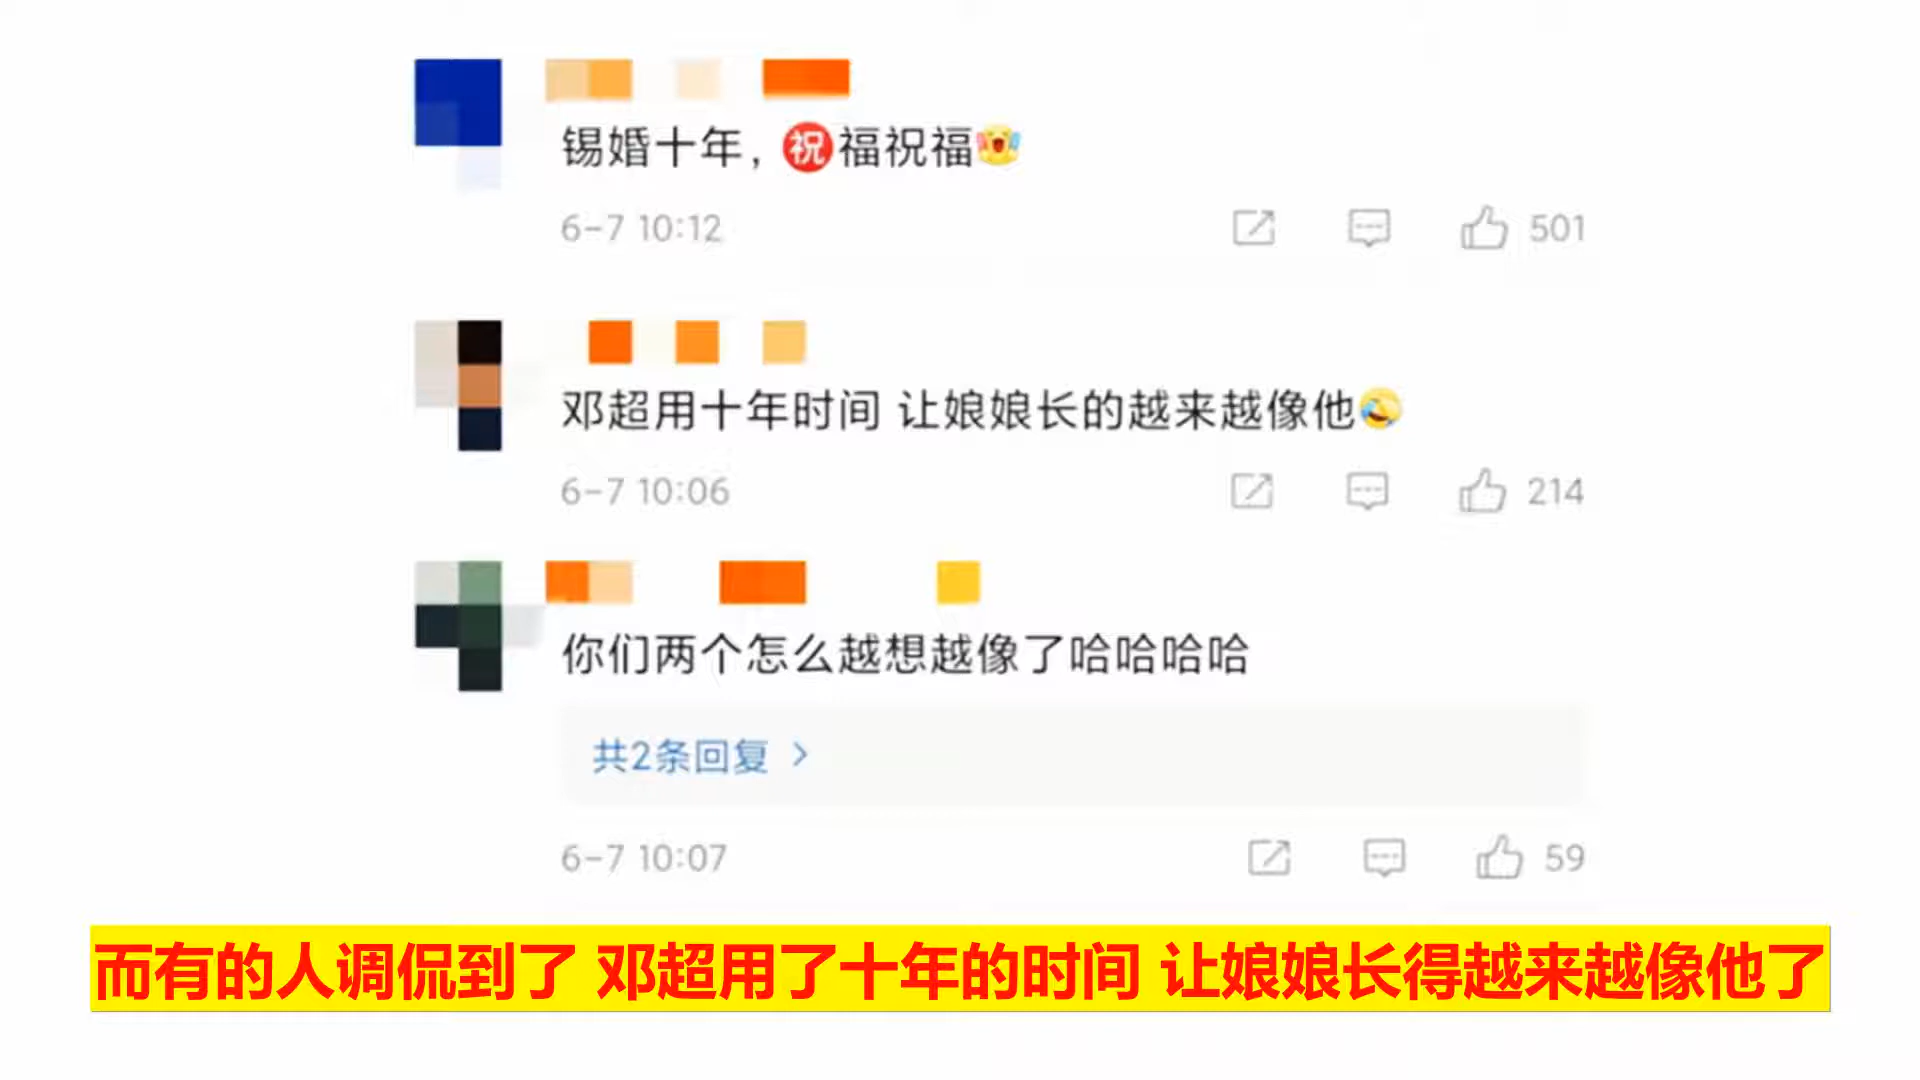 锡婚十年，祝福祝福
6-7 10:12
501
邓超用十年时间 让娘娘长的越来越像他
6-7 10:06
214
你们两个怎么越想越像了哈哈哈哈
共2条回复 >
6-7 10:07
59
而有的人调侃到了 邓超用了十年的时间 让娘娘长得越来越像他了